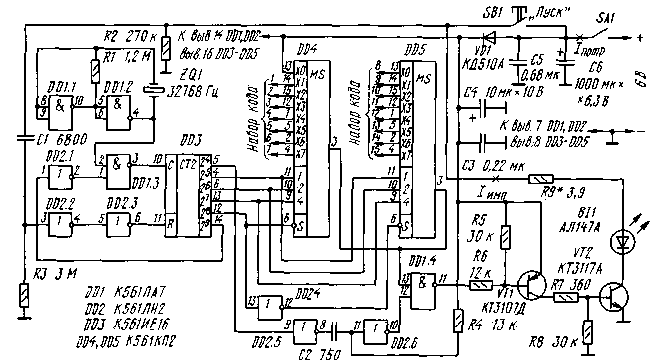 SB1 „Пуск"
SA1
R2 270 к
К выв.14 DD1,DD2
выв.16 DD3-DD5
R1 1,2 М
DD4
DD5
VD1
КД510А
C5
0,68 мк
Iпотр
C6
1000 мк ×
× 6,3 В
+
6 В
−
DD1.1
DD1.2
ZQ1
32768 Гц
MS
MS
Набор кода
Набор кода
C4 10 мк × 10 В
К выв. 7 DD1, DD2
выв.8 DD3-DD5
C3 0,22 мк
C1 6800
DD2.1
DD3
CT2
C
R
DD1.3
DD2.2
DD2.3
Iимп
R9* 3,9
BI1
АЛ147А
R5
30 к
R6
12 к
DD1.4
VT2
КТ3117А
R7 360
VT1
КТ3107Д
R3 3 М
DD2.4
DD2.5
C2 750
DD2.6
R4 13 к
R8 30 к
DD1 К561ЛА7
DD2 К561ЛН2
DD3 К561ИЕ16
DD4, DD5 К561КП2